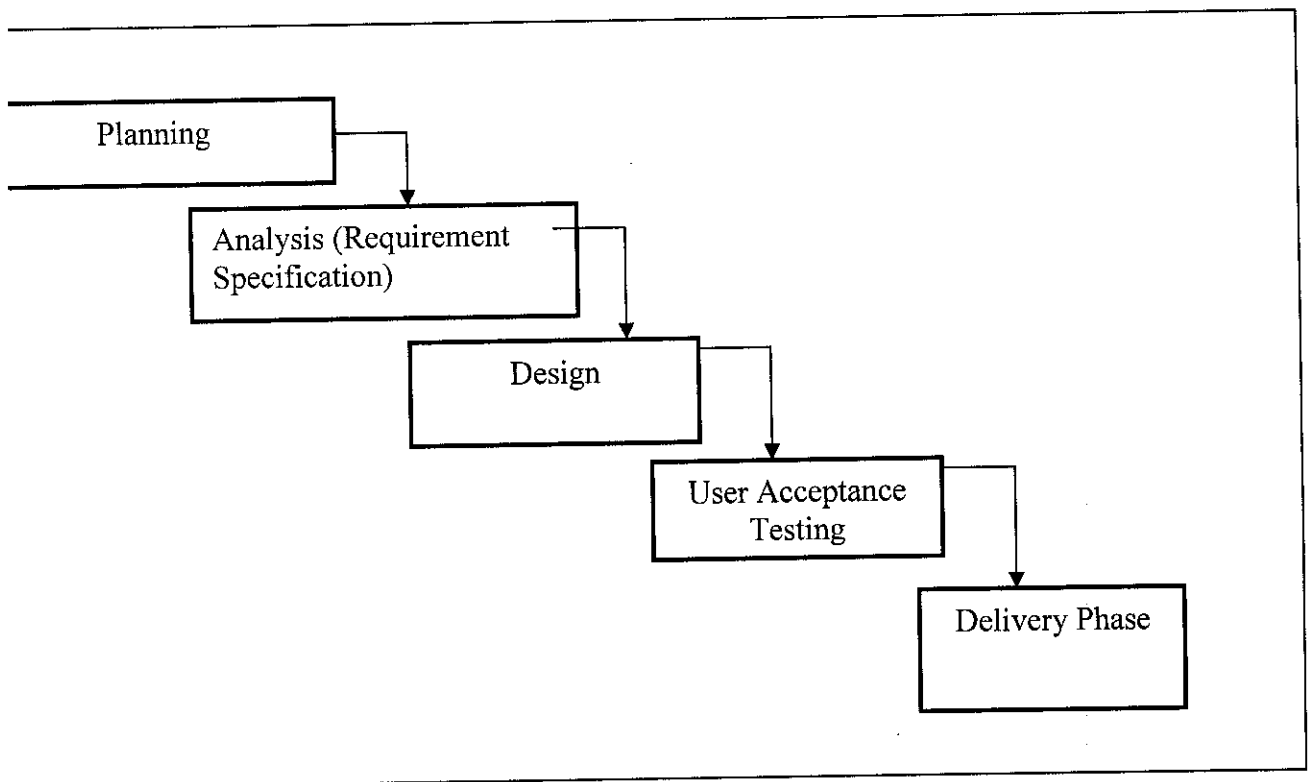 Planning
Analysis (Requirement
Specification)
Design
User Acceptance
Testing
Delivery Phase